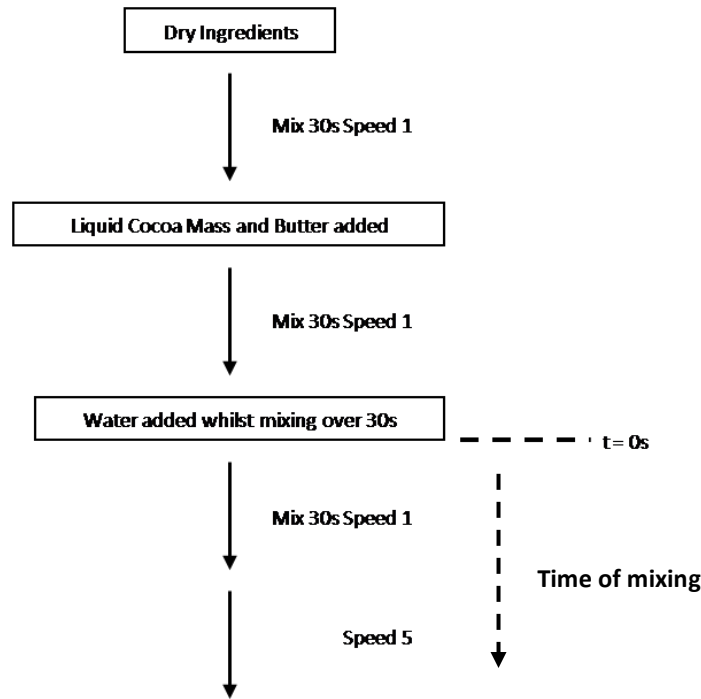 Dry Ingredients
Mix 30s Speed 1
Liquid Cocoa Mass and Butter added
Mix 30s Speed 1
Water added whilst mixing over 30s
t= 0s
Mix 30s Speed 1
Time of mixing
Speed 5